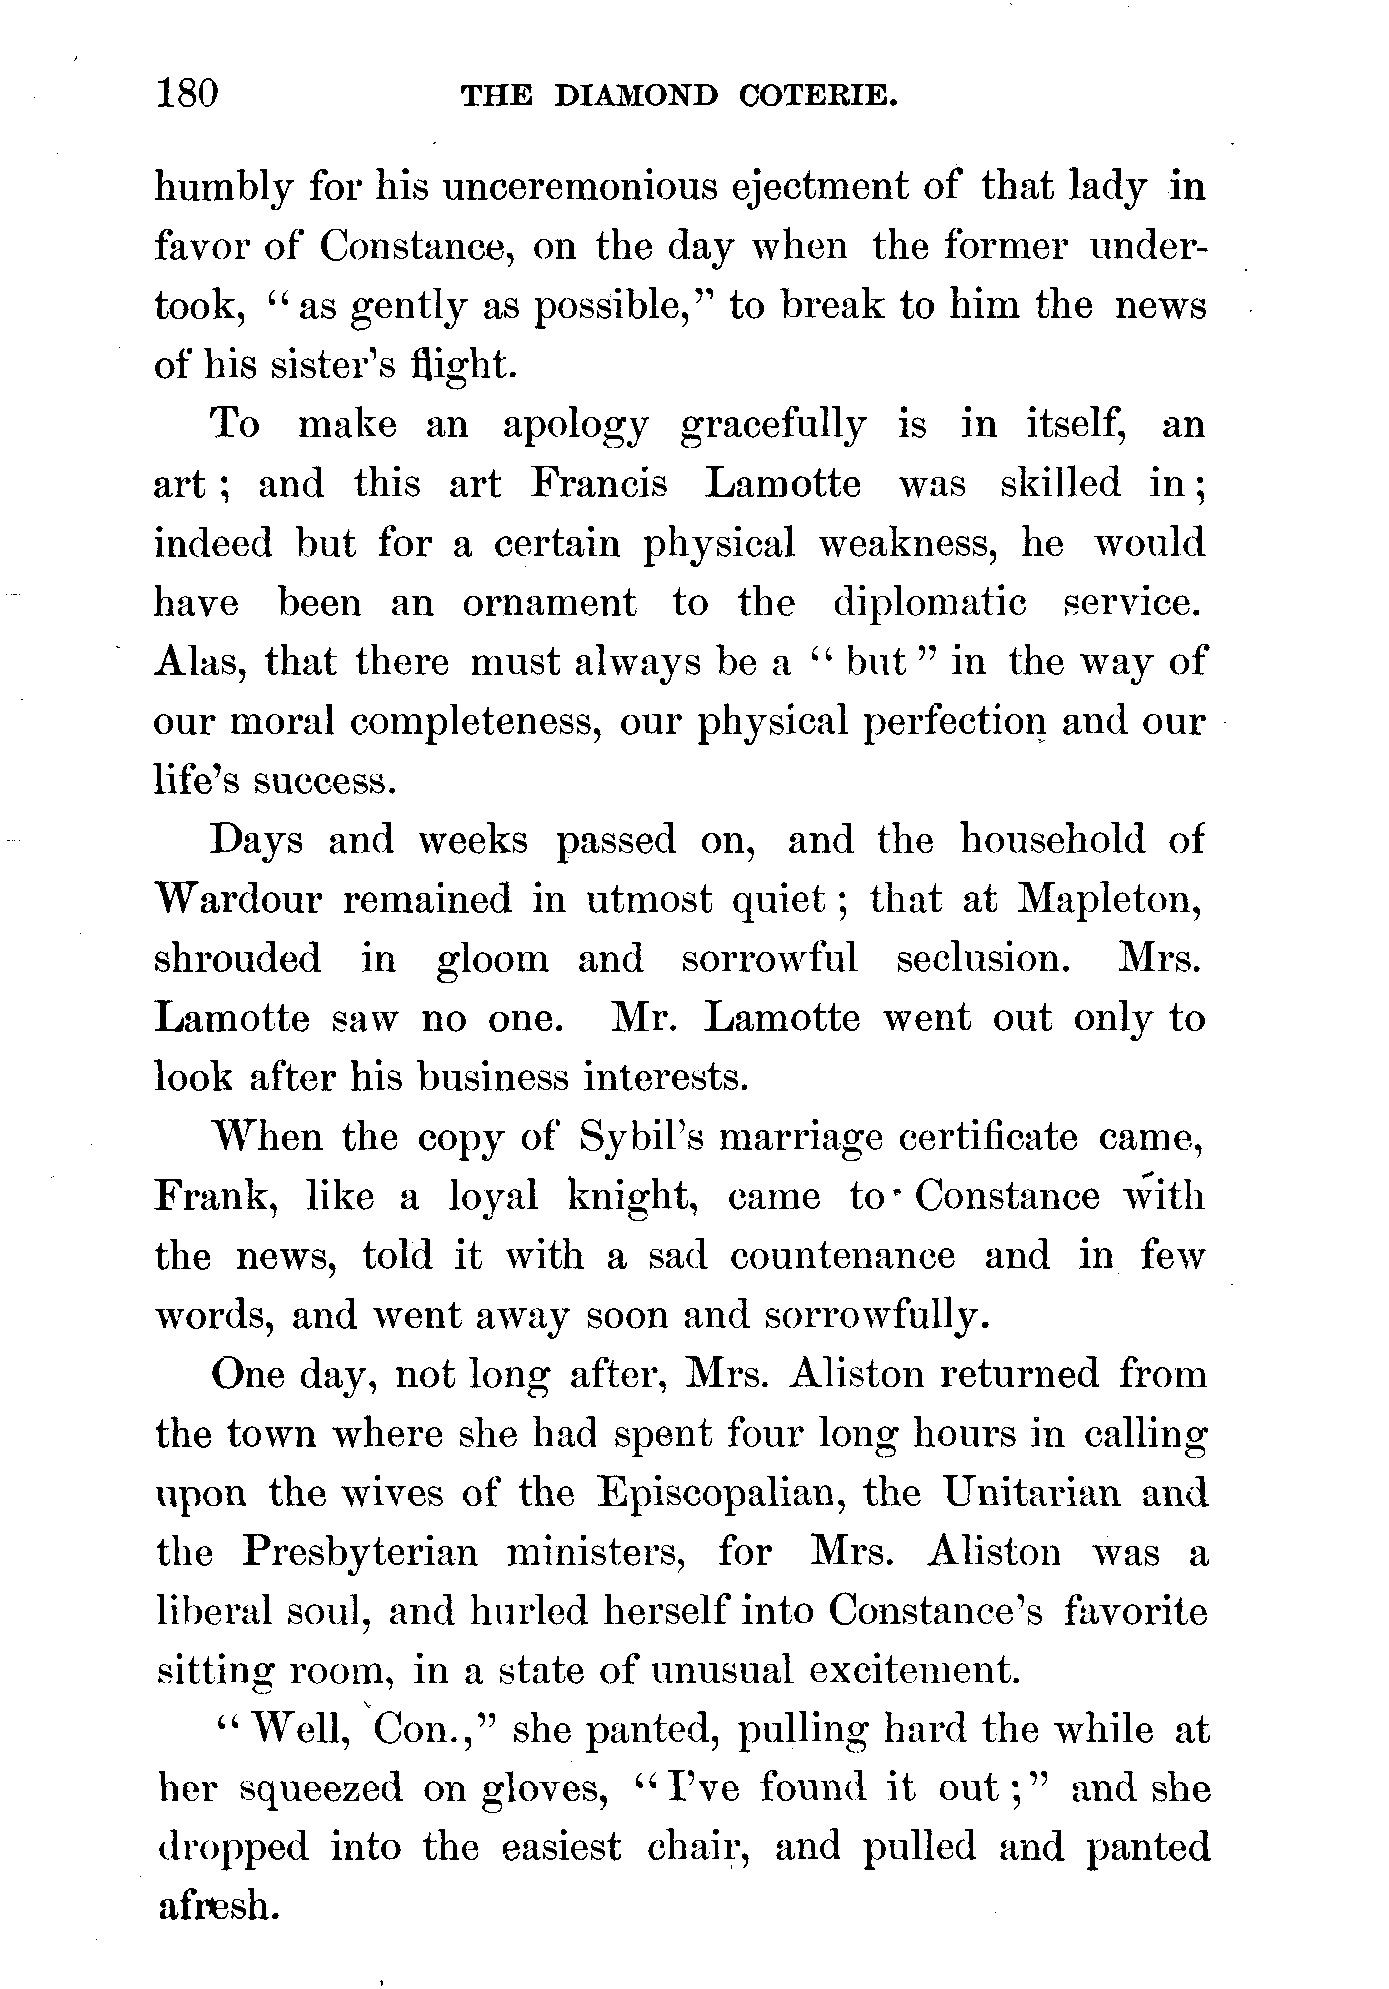 180 THE DIAMOND COTERIE.
humbly for his unceremonious ejectment of that lady in
favor of Constance, on the day when the former under-
took, " as gently as possible," to break to him the news
of his sister's flight.
To make an apology gracefully is in itself, an
art ; and this art Francis Lamotte was skilled in ;
indeed but for a certain physical weakness, he would
have been an ornament to the diplomatic service.
Alas, that there must always be a " but " in the way of
our moral completeness, our physical perfection and our
life's success.
Days and weeks passed on, and the household of
Wardour remained in utmost quiet ; that at Mapleton,
shrouded in gloom and sorrowful seclusion. Mrs.
Lamotte saw no one. Mr. Lamotte went out only to
look after his business interests.
When the copy of Sybil's marriage certificate came,
Frank, like a loyal knight, came to Constance with
the news, told it with a sad countenance and in few
words, and went away soon and sorrowfully.
One day, not long after, Mrs. Aliston returned from
the town where she had spent four long hours in calling
upon the wives of the Episcopalian, the Unitarian and
the Presbyterian ministers, for Mrs. Aliston was a
liberal soul, and hurled herself into Constance's favorite
sitting room, in a state of unusual excitement.
" Well, Con.," she panted, pulling hard the while at
her squeezed on gloves, " I've found it out ; " and she
dropped into the easiest chair, and pulled and panted
afresh.